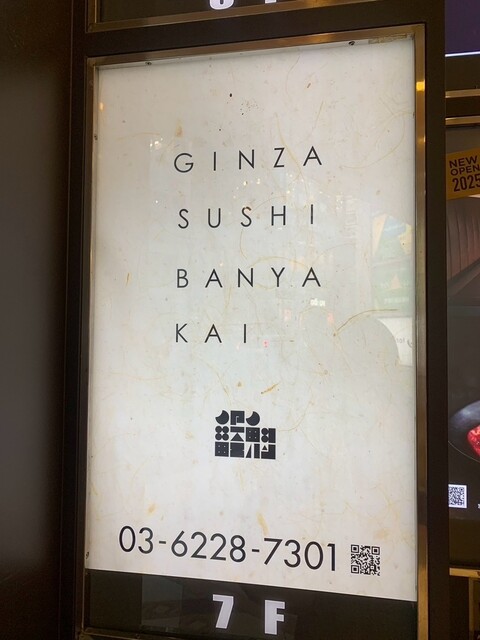 GINZA
SUSHI
BANYA
KAI
03-6228-7301
7F
NEW
OPEN
2025